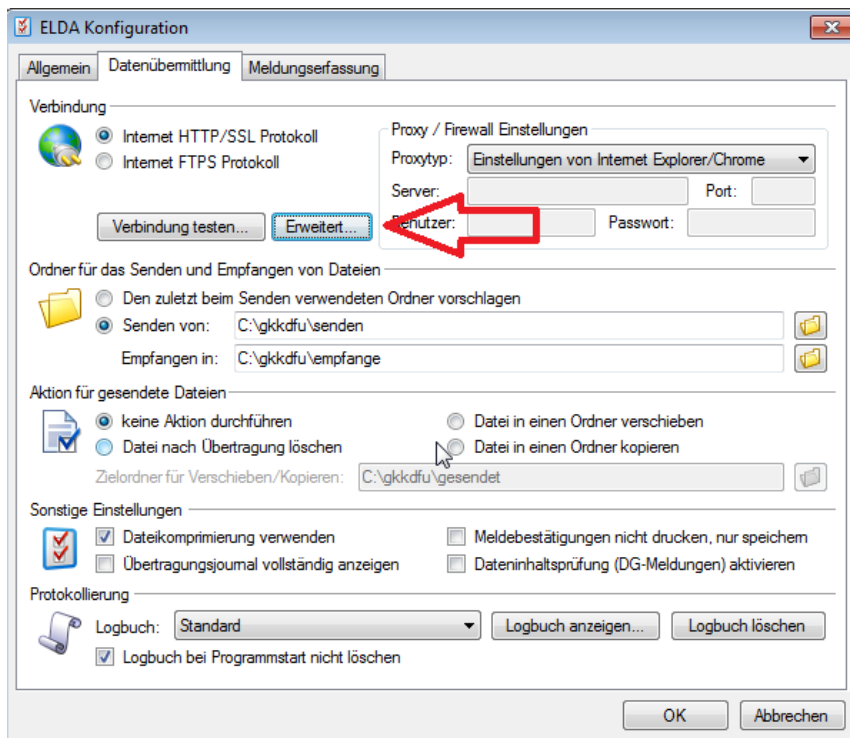 ELDA Konfiguration
Allgemein Datenübermittlung Meldungserfassung
Verbindung
Internet HTTP/SSL Protokoll
Internet FTPS Protokoll
Verbindung testen... Erweitert...
Proxy / Firewall Einstellungen
Proxytyp: Einstellungen von Internet Explorer/Chrome
Server: Port:
Benutzer: Passwort:
Ordner für das Senden und Empfangen von Dateien
Den zuletzt beim Senden verwendeten Ordner vorschlagen
Senden von: C:\gkkdfu\senden
Empfangen in: C:\gkkdfu\empfange
Aktion für gesendete Dateien
keine Aktion durchführen Datei in einen Ordner verschieben
Datei nach Übertragung löschen Datei in einen Ordner kopieren
Zielordner für Verschieben/Kopieren: C:\gkkdfu\gesendet
Sonstige Einstellungen
Dateikomprimierung verwenden Meldebestätigungen nicht drucken, nur speichern
Übertragungsjournal vollständig anzeigen Dateninhaltsprüfung (DG-Meldungen) aktivieren
Protokollierung
Logbuch: Standard Logbuch anzeigen... Logbuch löschen
Logbuch bei Programmstart nicht löschen
OK Abbrechen